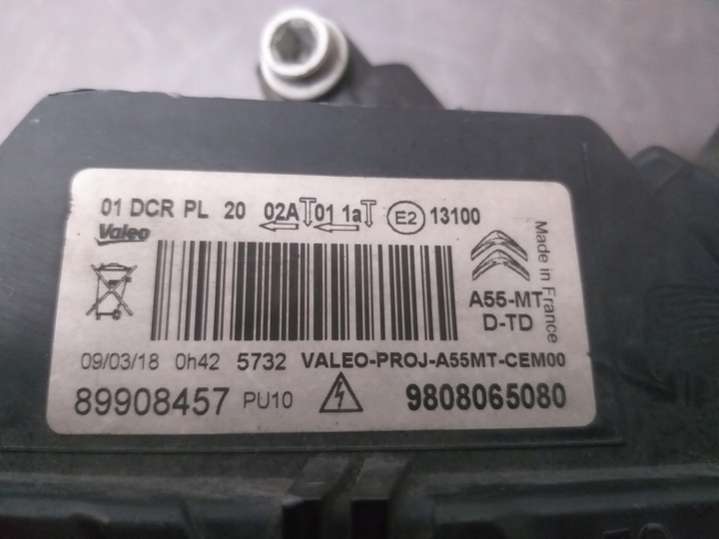 01 DCR PL 20 02A 01 1a E2 13100
Valeo
Made in France
A55-MT
D-TD
09/03/18 0h42 5732 VALEO-PROJ-A55MT-CEM00
89908457 PU10 9808065080